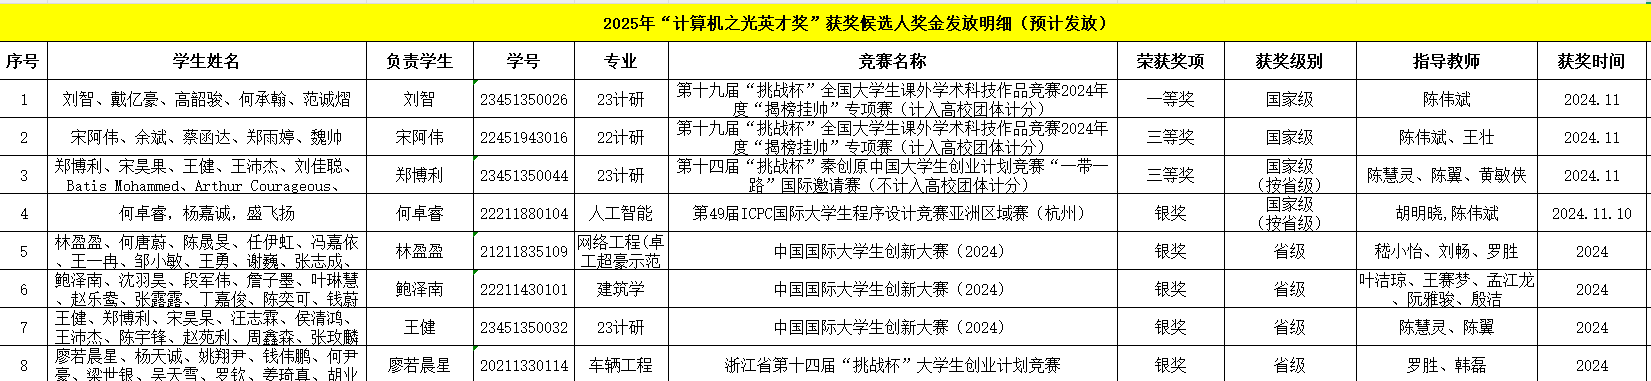 2025年“计算机之光英才奖”获奖候选人奖金发放明细（预计发放）
序号 学生姓名 负责学生 学号 专业 竞赛名称 荣获奖项 获奖级别 指导教师 获奖时间
1 刘智、戴亿豪、高韶骏、何承翰、范诚熠 刘智 23451350026 23计研 第十九届“挑战杯”全国大学生课外学术科技作品竞赛2024年 一等奖 国家级 陈伟斌 2024.11
度“揭榜挂帅”专项赛（计入高校团体计分）
2 宋阿伟、余斌、蔡函达、郑雨婷、魏帅 宋阿伟 22451943016 22计研 第十九届“挑战杯”全国大学生课外学术科技作品竞赛2024年 三等奖 国家级 陈伟斌、王壮 2024.11
度“揭榜挂帅”专项赛（计入高校团体计分）
3 郑博利、宋昊果、王健、王沛杰、刘佳聪、 郑博利 23451350044 23计研 第十四届“挑战杯”秦创原中国大学生创业计划竞赛“一带一 三等奖 国家级 陈慧灵、陈翼、黄敏侠 2024.11
Batis Mohammed、Arthur Courageous、 路”国际邀请赛（不计入高校团体计分） （按省级）
4 何卓睿，杨嘉诚，盛飞扬 何卓睿 22211880104 人工智能 第49届ICPC国际大学生程序设计竞赛亚洲区域赛（杭州） 银奖 国家级 胡明晓,陈伟斌 2024.11.10
（按省级）
5 林盈盈、何唐蔚、陈晟旻、任伊虹、冯嘉依 林盈盈 21211835109 网络工程(卓 中国国际大学生创新大赛（2024） 银奖 省级 嵇小怡、刘畅、罗胜 2024
、王一冉、邹小敏、王勇、谢巍、张志成、 工超豪示范
6 鲍泽南、沈羽昊、段军伟、詹子墨、叶琳慧 鲍泽南 22211430101 建筑学 中国国际大学生创新大赛（2024） 银奖 省级 叶洁琼、王赛梦、孟江龙 2024
、赵乐鸾、张露露、丁嘉俊、陈奕可、钱蔚 、阮雅骏、殷洁
7 王健、郑博利、宋昊果、汪志霖、侯清鸿、 王健 23451350032 23计研 中国国际大学生创新大赛（2024） 银奖 省级 陈慧灵、陈翼 2024
王沛杰、陈宇锋、赵苑利、周鑫森、张玫麟
8 廖若晨星、杨天诚、姚翔尹、钱伟鹏、何尹 廖若晨星 20211330114 车辆工程 浙江省第十四届“挑战杯”大学生创业计划竞赛 银奖 省级 罗胜、韩磊 2024
豪、梁世银、吴天雪、罗钦、姜琦真、胡业